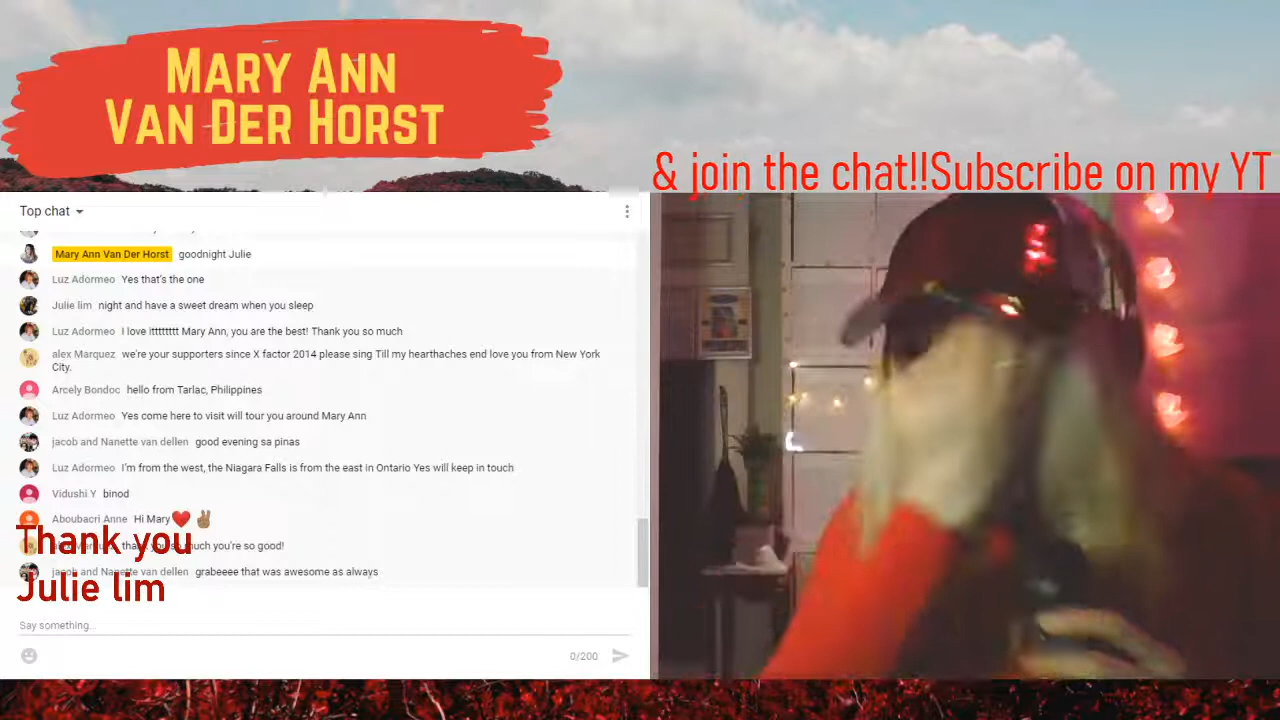 Mary Ann
Van Der Horst
& join the chat!!Subscribe on my YT
Top chat
Mary Ann Van Der Horst goodnight Julie
Luz Adormeo Yes that's the one
Julie lim night and have a sweet dream when you sleep
Luz Adormeo I love itttttttt Mary Ann, you are the best! Thank you so much
alex Marquez we're your supporters since X factor 2014 please sing Till my hearthaches end love you from New York
City.
Arcely Bondoc hello from Tarlac, Philippines
Luz Adormeo Yes come here to visit will tour you around Mary Ann
jacob and Nanette van dellen good evening sa pinas
Luz Adormeo I'm from the west, the Niagara Falls is from the east in Ontario Yes will keep in touch
Vidushi Y binod
Aboubacri Anne Hi Mary❤️✌🏾
much you're so good!
jacob and Nanette van dellen grabeeee that was awesome as always
Thank you
Julie lim
Say something...
0/200